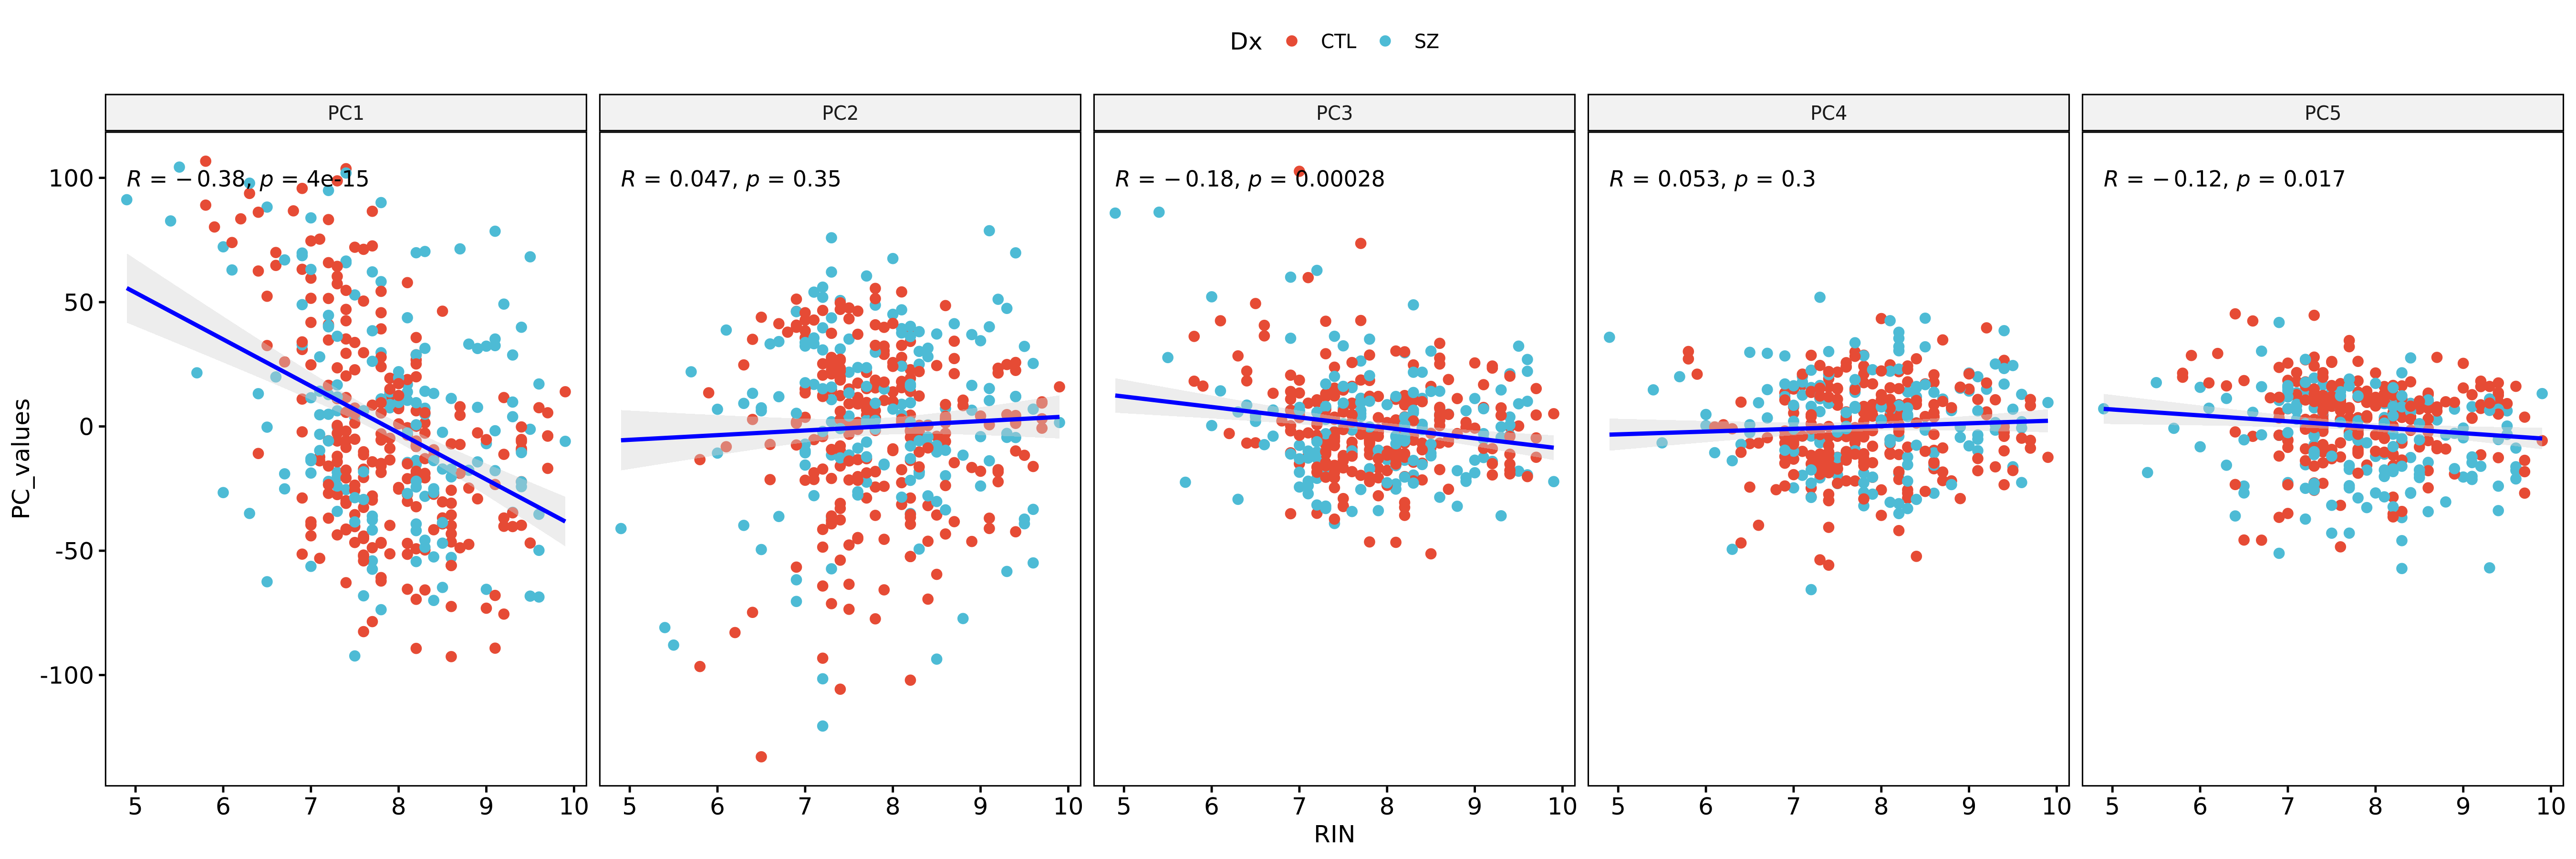 Dx CTL SZ
PC1 PC2 PC3 PC4 PC5
R = −0.38, p = 4e-15
R = 0.047, p = 0.35
R = −0.18, p = 0.00028
R = 0.053, p = 0.3
R = −0.12, p = 0.017
100
50
0
-50
-100
PC_values
5 6 7 8 9 10
5 6 7 8 9 10
5 6 7 8 9 10
5 6 7 8 9 10
5 6 7 8 9 10
RIN